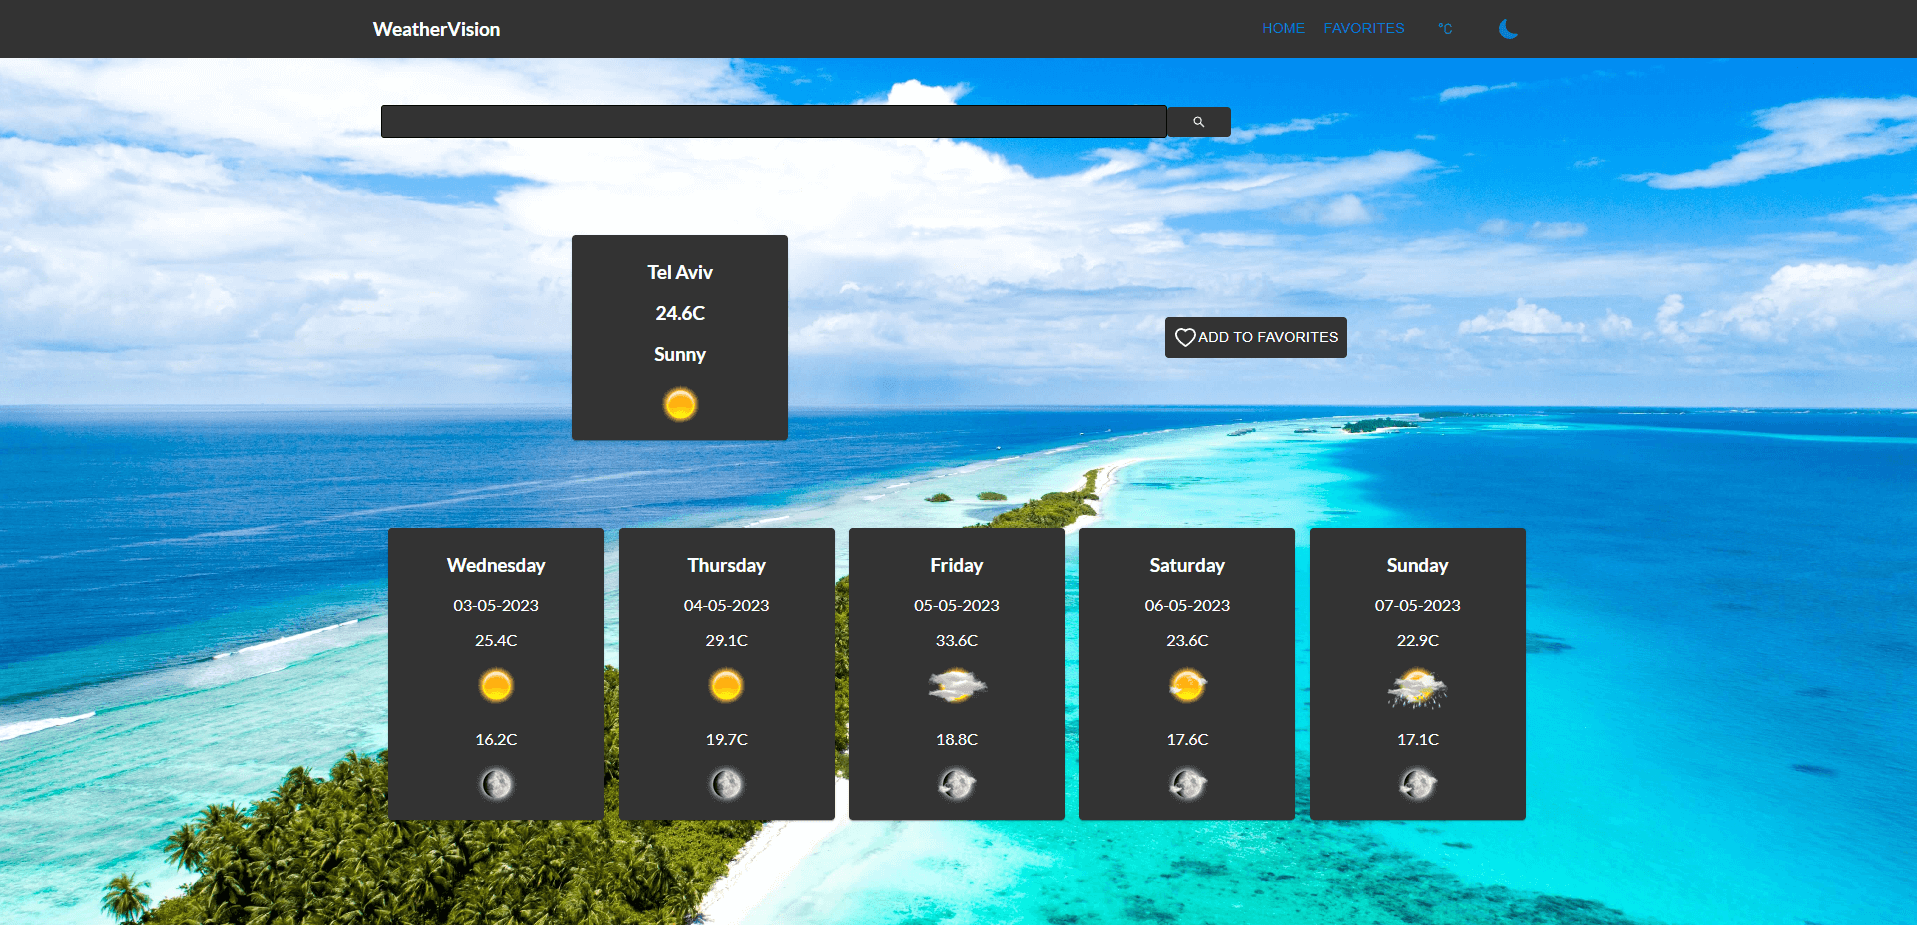 WeatherVision
HOME FAVORITES °C
Tel Aviv
24.6C
Sunny
ADD TO FAVORITES
Wednesday
03-05-2023
25.4C
16.2C
Thursday
04-05-2023
29.1C
19.7C
Friday
05-05-2023
33.6C
18.8C
Saturday
06-05-2023
23.6C
17.6C
Sunday
07-05-2023
22.9C
17.1C